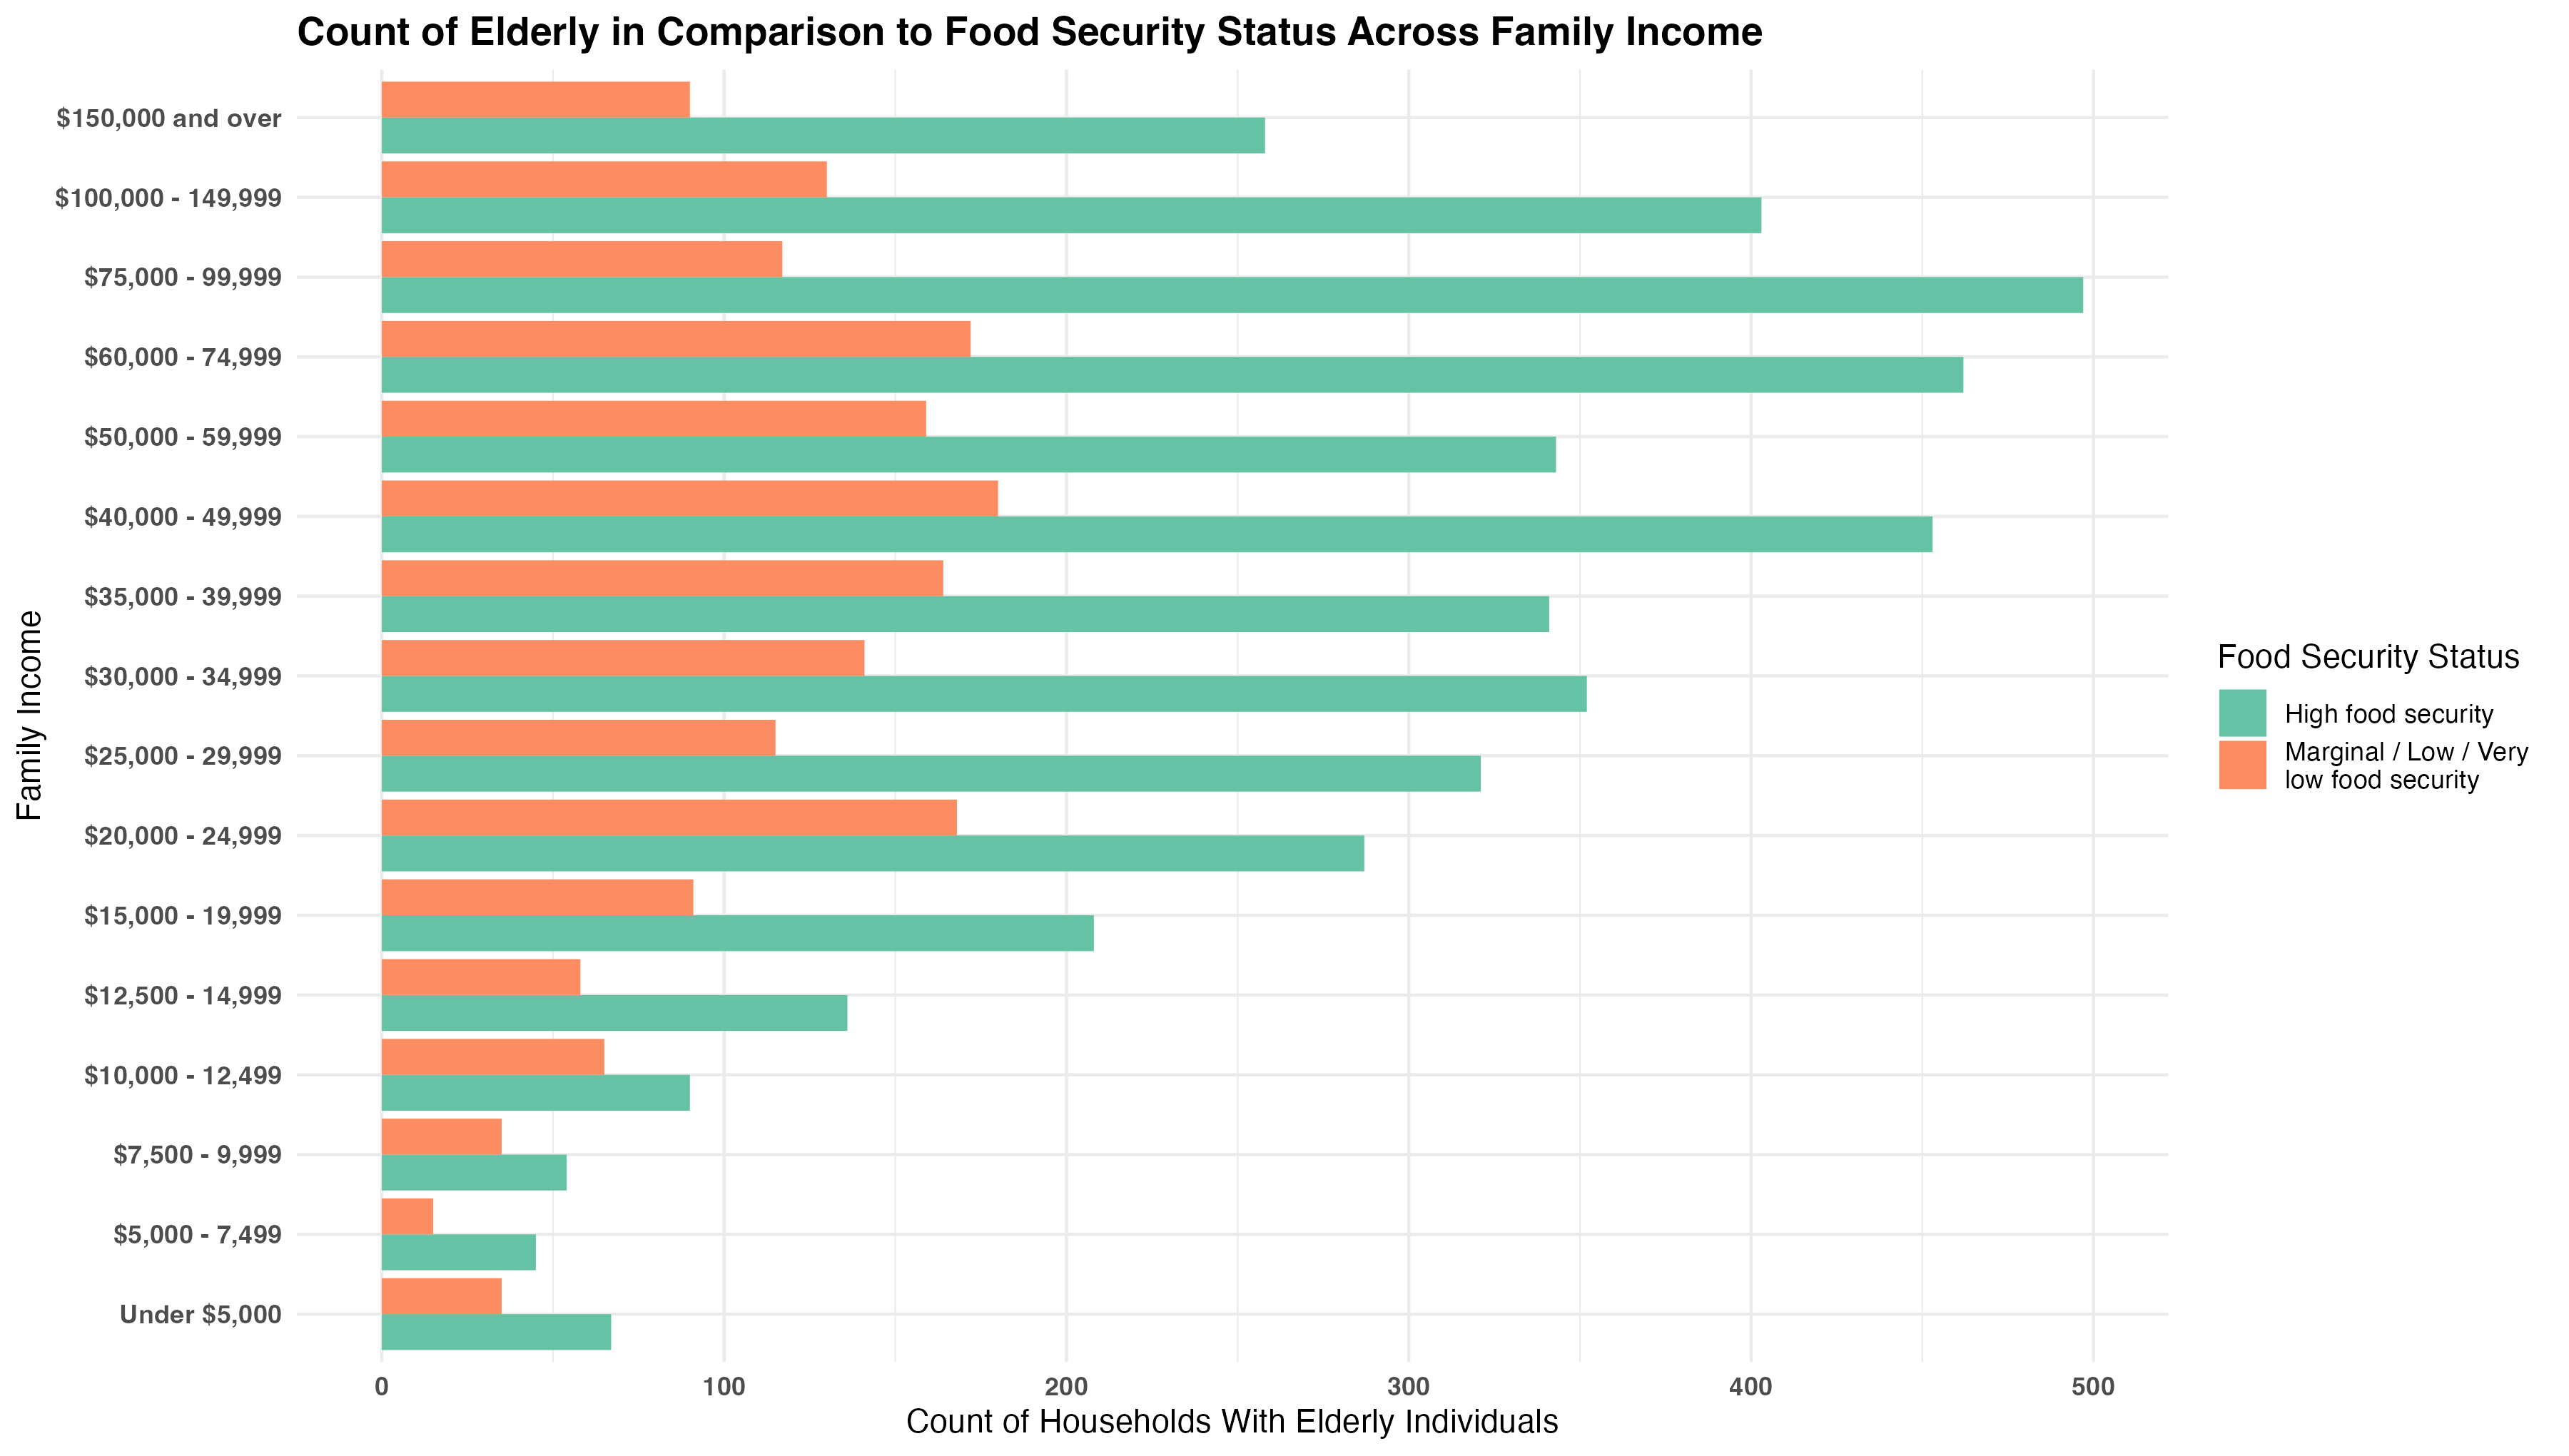 Count of Elderly in Comparison to Food Security Status Across Family Income
$150,000 and over
$100,000 - 149,999
$75,000 - 99,999
$60,000 - 74,999
$50,000 - 59,999
$40,000 - 49,999
$35,000 - 39,999
$30,000 - 34,999
$25,000 - 29,999
$20,000 - 24,999
$15,000 - 19,999
$12,500 - 14,999
$10,000 - 12,499
$7,500 - 9,999
$5,000 - 7,499
Under $5,000
Family Income
0 100 200 300 400 500
Count of Households With Elderly Individuals
Food Security Status
High food security
Marginal / Low / Very
low food security